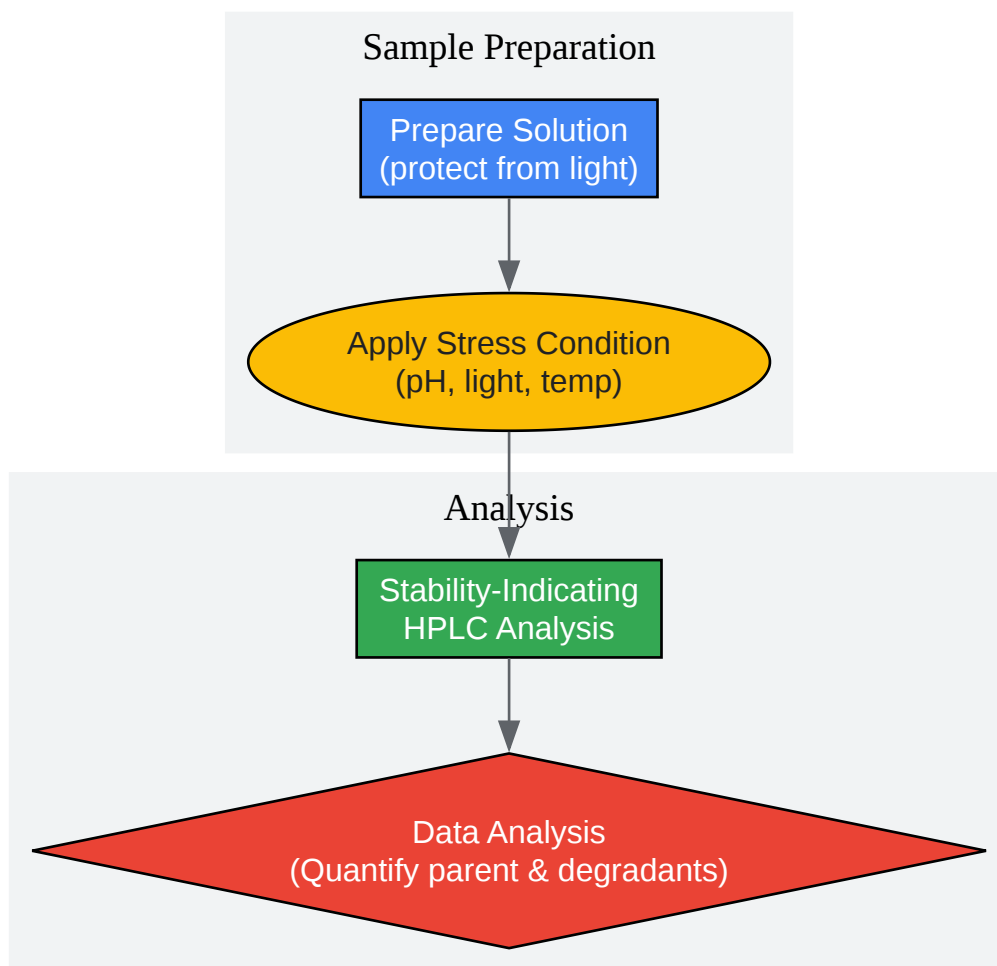 Sample Preparation
Prepare Solution
(protect from light)
Apply Stress Condition
(pH, light, temp)
Analysis
Stability-Indicating
HPLC Analysis
Data Analysis
(Quantify parent & degradants)